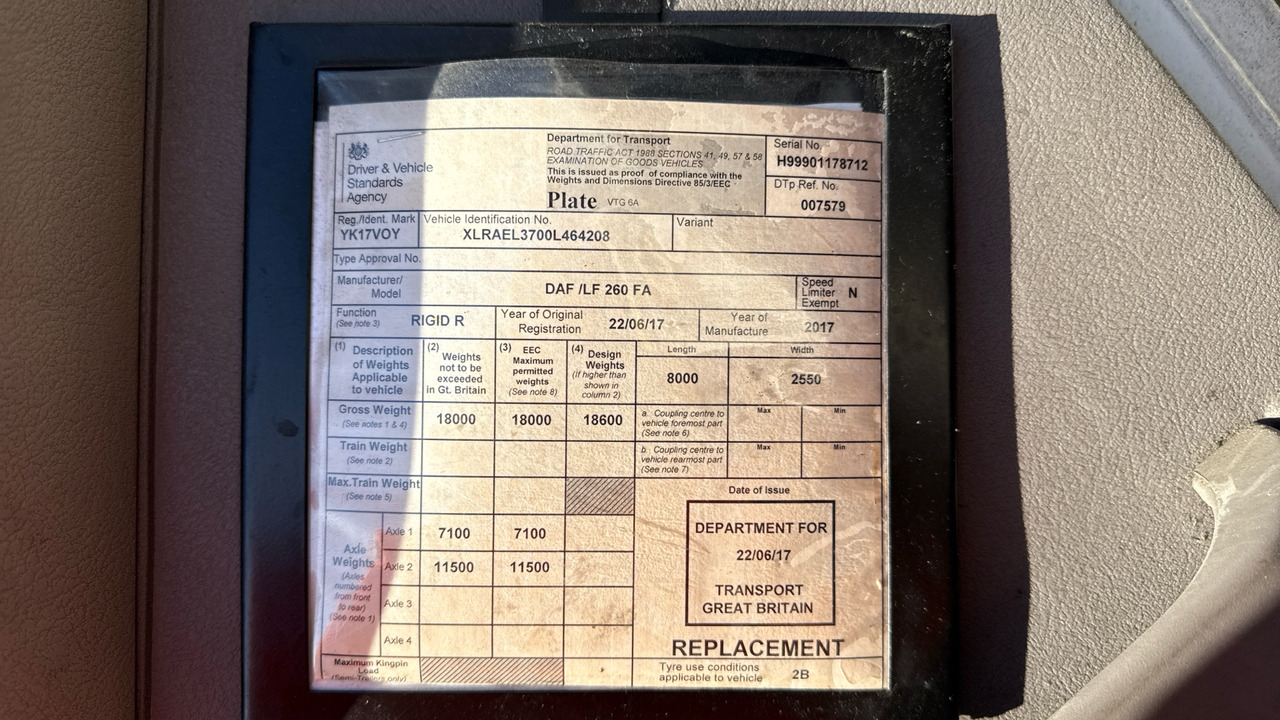 Driver & Vehicle
Standards
Agency
Department for Transport
ROAD TRAFFIC ACT 1988 SECTIONS 41, 49, 57 & 58
EXAMINATION OF GOODS VEHICLES
This is issued as proof of compliance with the
Weights and Dimensions Directive 85/3/EEC
Plate VTG 6A
Serial No.
H99901178712
DTp Ref. No.
007579
Reg./Ident. Mark
YK17VOY
Vehicle Identification No.
XLRAEL3700L464208
Variant
Type Approval No.
Manufacturer/
Model
DAF /LF 260 FA
Speed
Limiter
Exempt
N
Function
(See note 3)
RIGID R
Year of Original
Registration
22/06/17
Year of
Manufacture
2017
(1) Description
of Weights
Applicable
to vehicle
(2) Weights
not to be
exceeded
in Gt. Britain
(3) EEC
Maximum
permitted
weights
(See note 8)
(4) Design
Weights
(If higher than
shown in
column 2)
Length
8000
Width
2550
Gross Weight
(See notes 1 & 4)
18000
18000
18600
a. Coupling centre to
vehicle foremost part
(See note 6)
Max
Min
Train Weight
(See note 2)
b. Coupling centre to
vehicle rearmost part
(See note 7)
Max
Min
Max.Train Weight
(See note 5)
Axle
Weights
(Axles
numbered
from front
to rear)
(See note 1)
Axle 1
7100
7100
Axle 2
11500
11500
Axle 3
Axle 4
Maximum Kingpin
Load
(Semi-Trailers only)
Date of Issue
DEPARTMENT FOR
22/06/17
TRANSPORT
GREAT BRITAIN
REPLACEMENT
Tyre use conditions
applicable to vehicle
2B